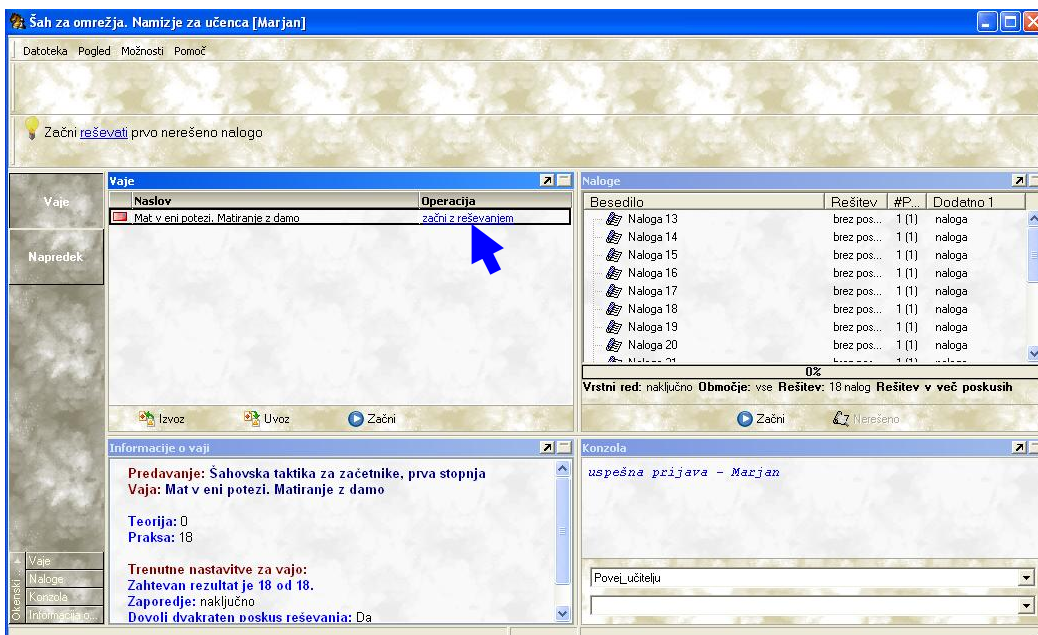 Šah za omrežja. Namizje za učenca [Marjan]
Datoteka Pogled Možnosti Pomoč
Začni reševati prvo nerešeno nalogo
Vaje
Napredek
Vaje
Naslov Operacija
Mat v eni potezi. Matiranje z damo začni z reševanjem
Izvoz Uvoz Začni
Naloge
Besedilo Rešitev #P... Dodatno 1
Naloga 13 brez pos... 1 (1) naloga
Naloga 14 brez pos... 1 (1) naloga
Naloga 15 brez pos... 1 (1) naloga
Naloga 16 brez pos... 1 (1) naloga
Naloga 17 brez pos... 1 (1) naloga
Naloga 18 brez pos... 1 (1) naloga
Naloga 19 brez pos... 1 (1) naloga
Naloga 20 brez pos... 1 (1) naloga
0%
Vrstni red: naključno Območje: vse Rešitev: 18 nalog Rešitev v več poskusih
Začni Nerešeno
Informacije o vaji
Predavanje: Šahovska taktika za začetnike, prva stopnja
Vaja: Mat v eni potezi. Matiranje z damo
Teorija: 0
Praksa: 18
Trenutne nastavitve za vajo:
Zahtevan rezultat je 18 od 18.
Zaporedje: naključno
Dovoli dvakraten poskus reševanja: Da
Konzola
uspešna prijava - Marjan
Povej_učitelju
Vaje
Naloge
Konzola
Informacija o...